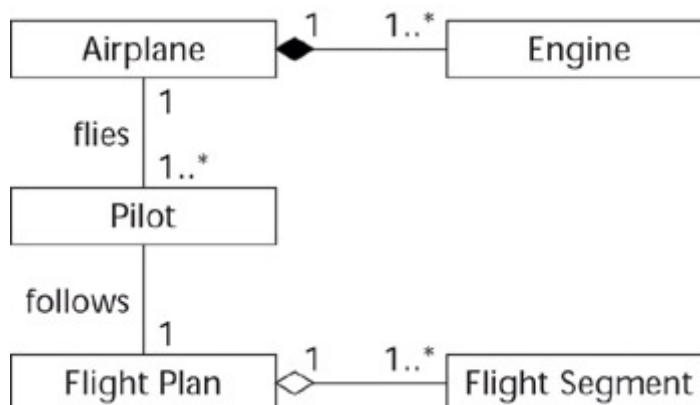 Airplane
1
1..*
Engine
1
flies
1..*
Pilot
follows
1
Flight Plan
1
1..*
Flight Segment